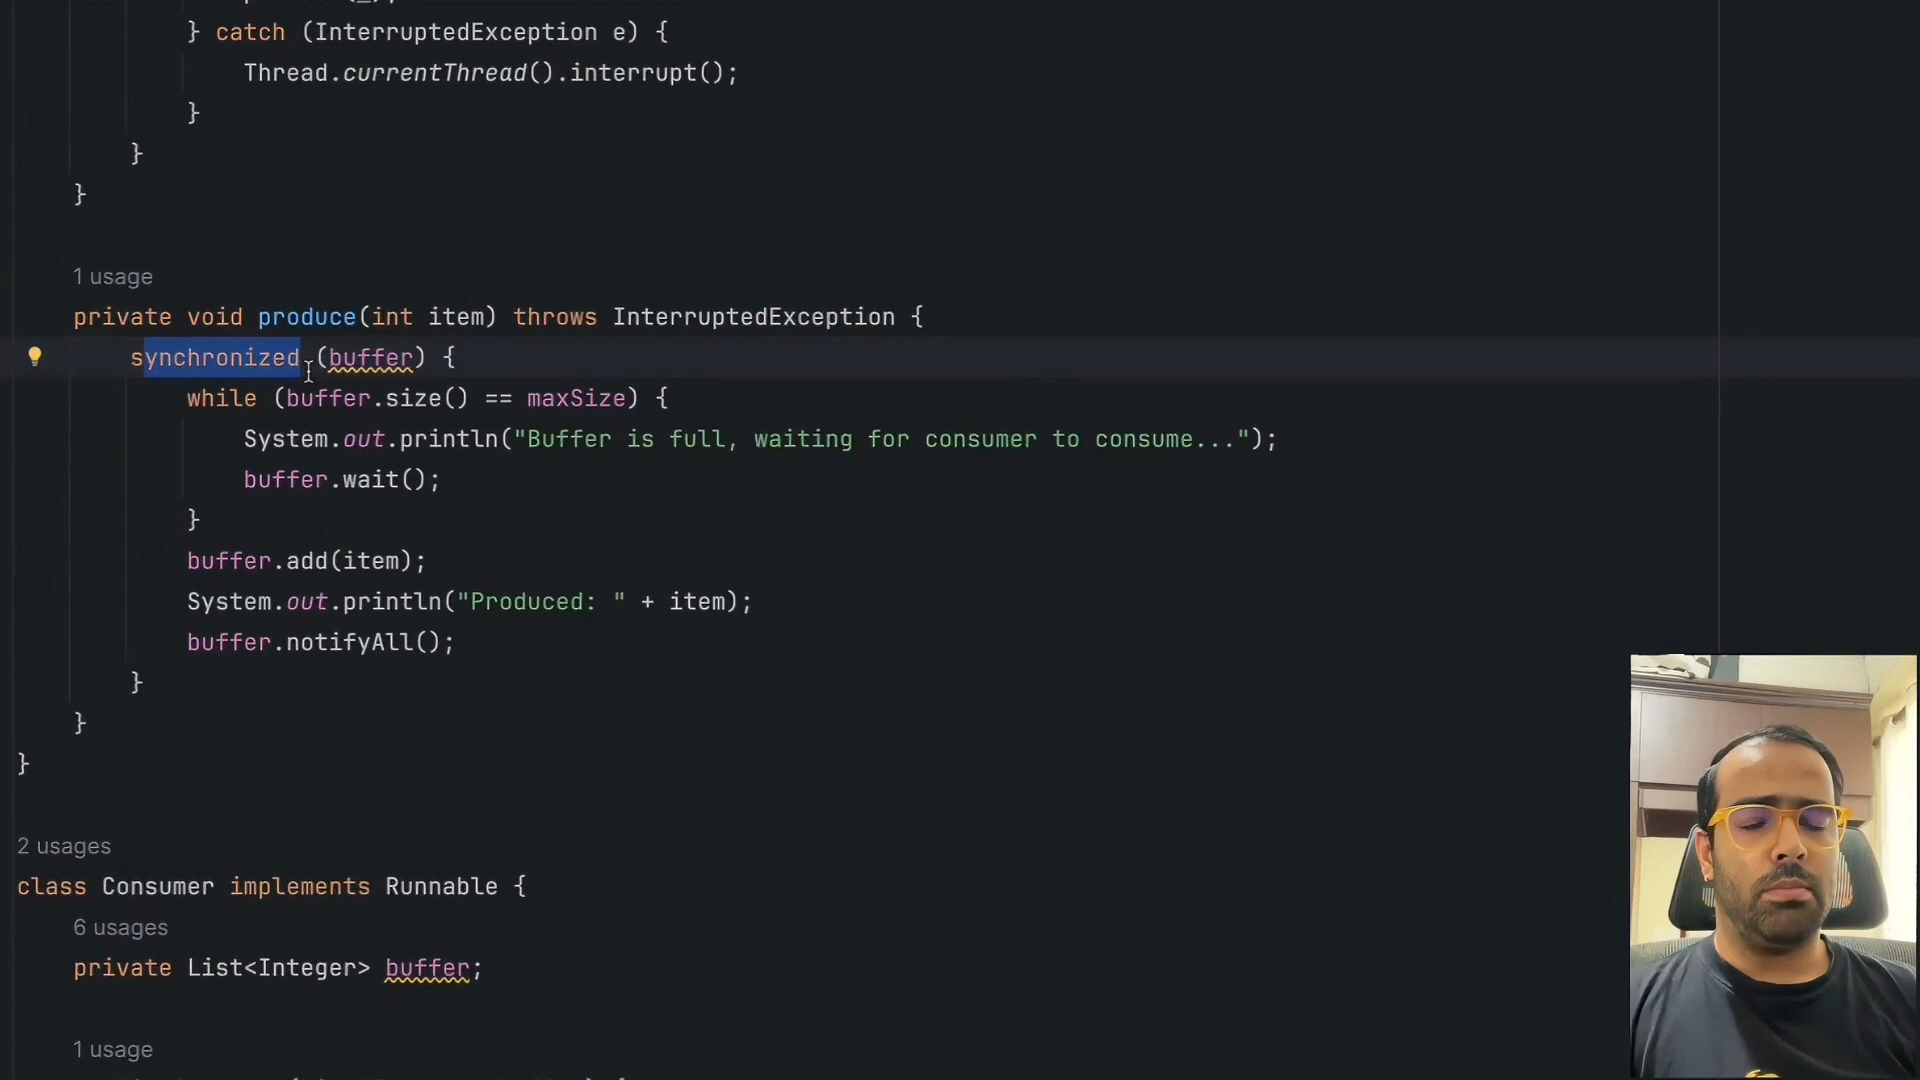 } catch (InterruptedException e) {
Thread.currentThread().interrupt();
}
}
}
1 usage
private void produce(int item) throws InterruptedException {
synchronized (buffer) {
while (buffer.size() == maxSize) {
System.out.println("Buffer is full, waiting for consumer to consume...");
buffer.wait();
}
buffer.add(item);
System.out.println("Produced: " + item);
buffer.notifyAll();
}
}
}
2 usages
class Consumer implements Runnable {
6 usages
private List<Integer> buffer;
1 usage